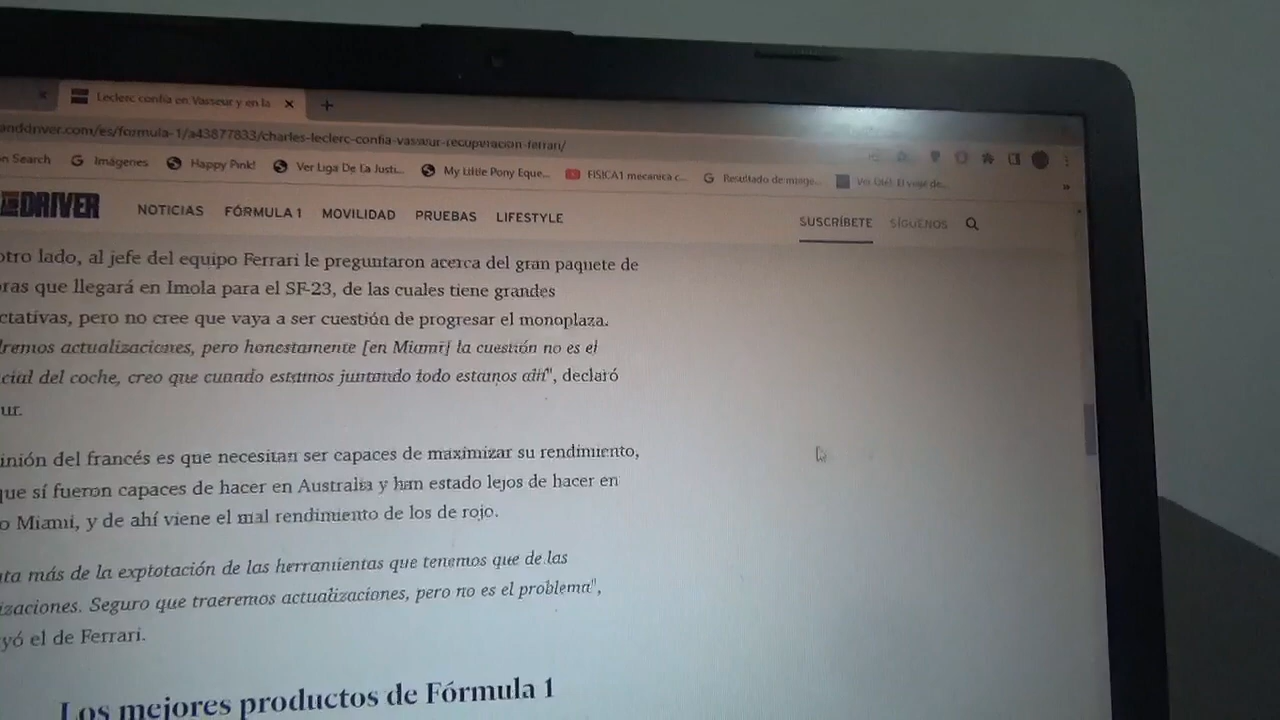 Leclerc confía en Vasseur y en la
anddriver.com/es/formula-1/a43877833/charles-leclerc-confia-vasseur-recuperacion-ferrari/
n Search Imágenes Happy Pink! Ver Liga De La Justi... My Little Pony Eque... FISICA1 mecanica c... Resultado de image...
DRIVER NOTICIAS FÓRMULA 1 MOVILIDAD PRUEBAS LIFESTYLE SUSCRÍBETE SÍGUENOS
otro lado, al jefe del equipo Ferrari le preguntaron acerca del gran paquete de
ras que llegará en Imola para el SF-23, de las cuales tiene grandes
ctativas, pero no cree que vaya a ser cuestión de progresar el monoplaza.
remos actualizaciones, pero honestamente [en Miami] la cuestión no es el
cial del coche, creo que cuando estamos juntando todo estamos ahí", declaró
ur.
inión del francés es que necesitan ser capaces de maximizar su rendimiento,
que sí fueron capaces de hacer en Australia y han estado lejos de hacer en
o Miami, y de ahí viene el mal rendimiento de los de rojo.
ata más de la explotación de las herramientas que tenemos que de las
izaciones. Seguro que traeremos actualizaciones, pero no es el problema",
yó el de Ferrari.
Los mejores productos de Fórmula 1